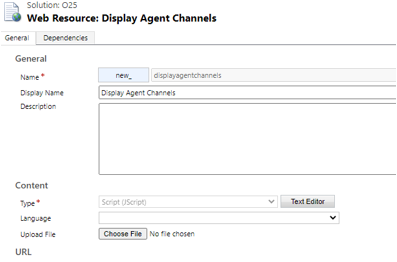 Solution: O25
Web Resource: Display Agent Channels
General Dependencies
General
Name * new_ displayagentchannels
Display Name Display Agent Channels
Description
Content
Type * Script (JScript) Text Editor
Language
Upload File Choose File No file chosen
URL